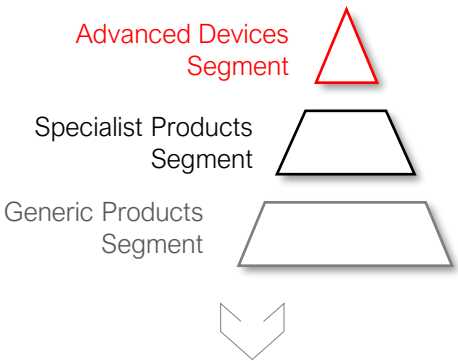 Advanced Devices
Segment
Specialist Products
Segment
Generic Products
Segment